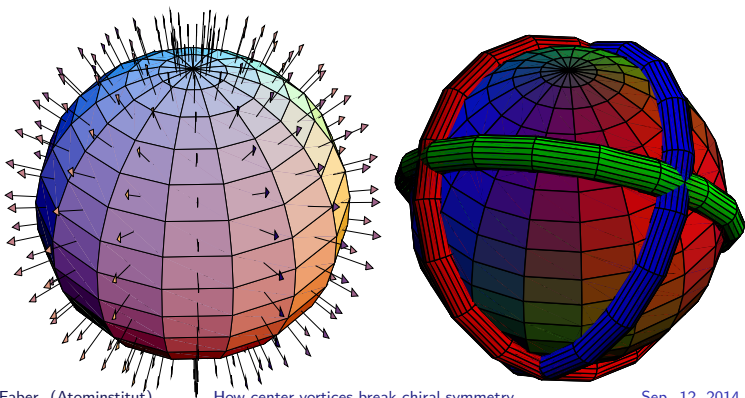 Faber (Atominstitut) How center vortices break chiral symmetry Sep. 12, 2014